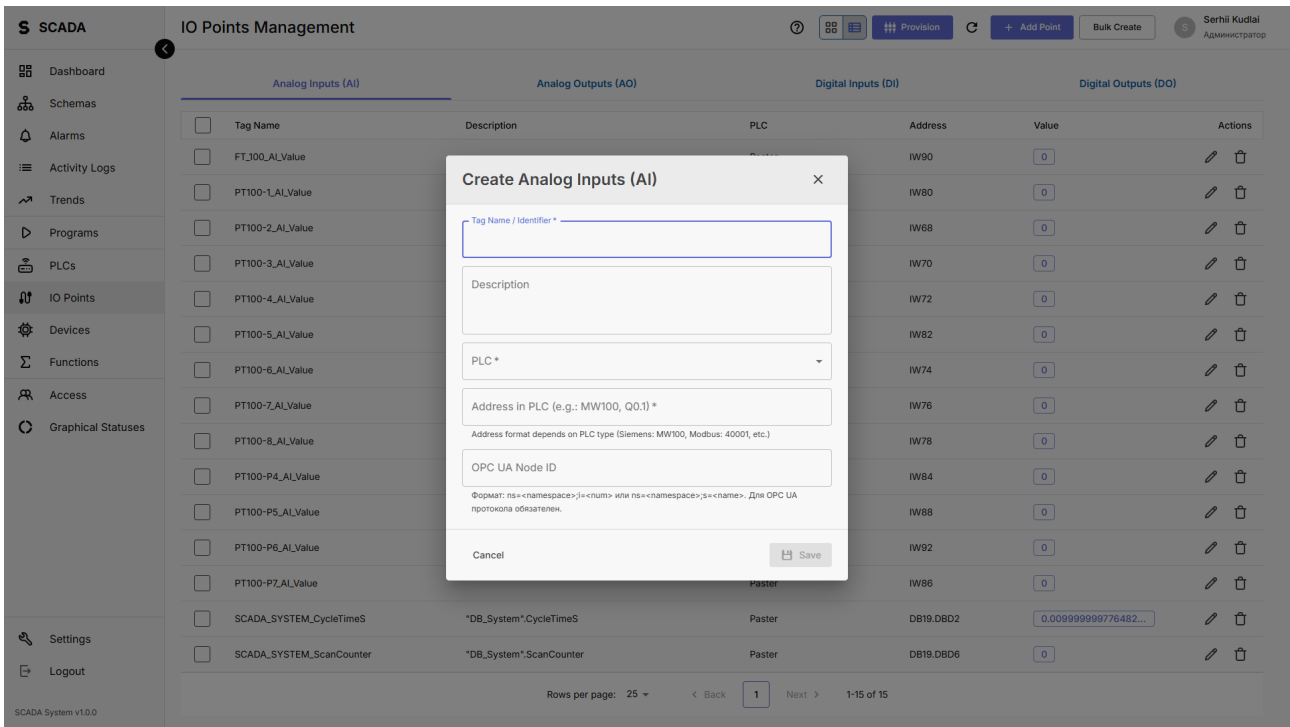 SCADA
IO Points Management
Provision
+ Add Point
Bulk Create
S
Serhii Kudlai
Администратор
Dashboard
Schemas
Alarms
Activity Logs
Trends
Programs
PLCs
IO Points
Devices
Functions
Access
Graphical Statuses
Settings
Logout
SCADA System v1.0.0
Analog Inputs (AI) Analog Outputs (AO) Digital Inputs (DI) Digital Outputs (DO)
Tag Name Description PLC Address Value Actions
FT_100_AI_Value IW90 0
PT100-1_AI_Value IW80 0
PT100-2_AI_Value IW68 0
PT100-3_AI_Value IW70 0
PT100-4_AI_Value IW72 0
PT100-5_AI_Value IW82 0
PT100-6_AI_Value IW74 0
PT100-7_AI_Value IW76 0
PT100-8_AI_Value IW78 0
PT100-P4_AI_Value IW84 0
PT100-P5_AI_Value IW88 0
PT100-P6_AI_Value IW92 0
PT100-P7_AI_Value Paster IW86 0
SCADA_SYSTEM_CycleTimeS "DB_System".CycleTimeS Paster DB19.DBD2 0.009999999776482...
SCADA_SYSTEM_ScanCounter "DB_System".ScanCounter Paster DB19.DBD6 0
Rows per page: 25 < Back 1 Next > 1-15 of 15
Create Analog Inputs (AI)
Tag Name / Identifier *
Description
PLC *
Address in PLC (e.g.: MW100, Q0.1) *
Address format depends on PLC type (Siemens: MW100, Modbus: 40001, etc.)
OPC UA Node ID
Формат: ns=<namespace>;i=<num> или ns=<namespace>;s=<name>. Для OPC UA
протокола обязателен.
Cancel
Save